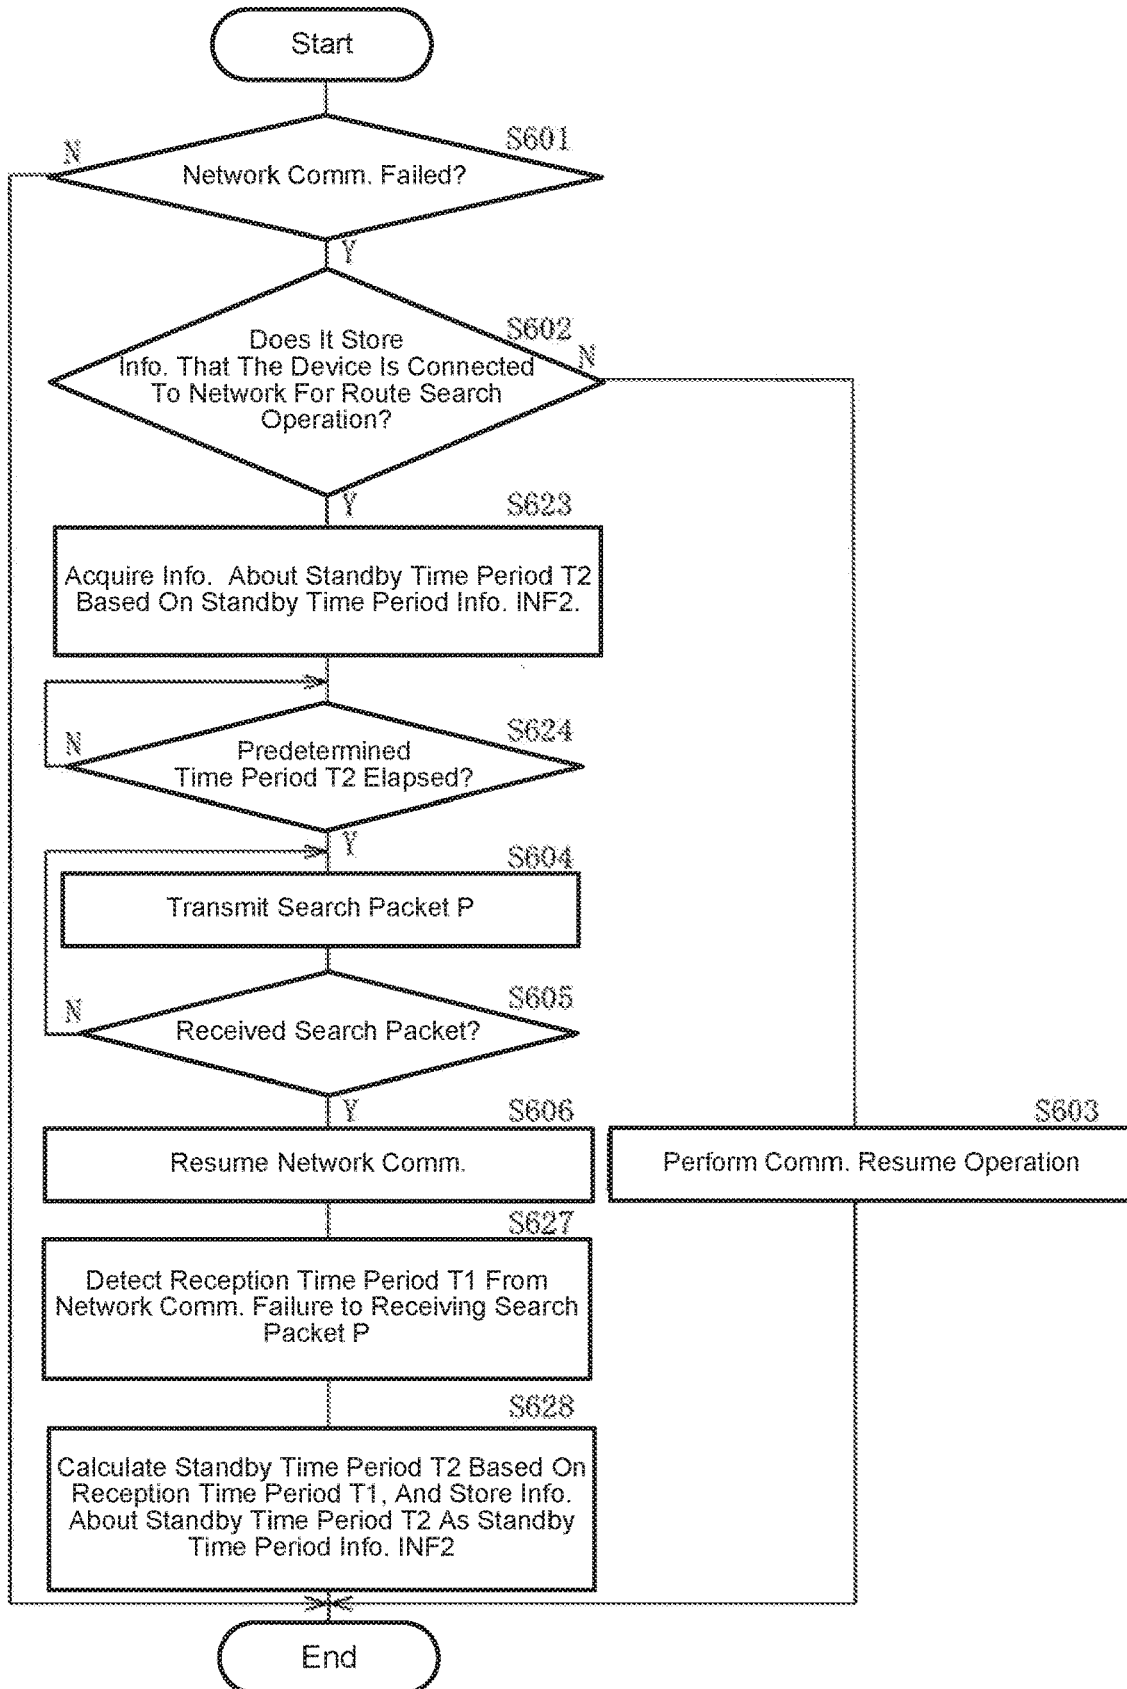 Start
S601
N
Network Comm. Failed?
Y
S602
Does It Store
N
Info. That The Device Is Connected
To Network For Route Search
Operation?
Y
S623
Acquire Info. About Standby Time Period T2
Based On Standby Time Period Info. INF2.
S624
N
Predetermined
Time Period T2 Elapsed?
Y
S604
Transmit Search Packet P
S605
N
Received Search Packet?
Y
S606
S603
Resume Network Comm.
Perform Comm. Resume Operation
S627
Detect Reception Time Period T1 From
Network Comm. Failure to Receiving Search
Packet P
S628
Calculate Standby Time Period T2 Based On
Reception Time Period T1, And Store Info.
About Standby Time Period T2 As Standby
Time Period Info. INF2
End